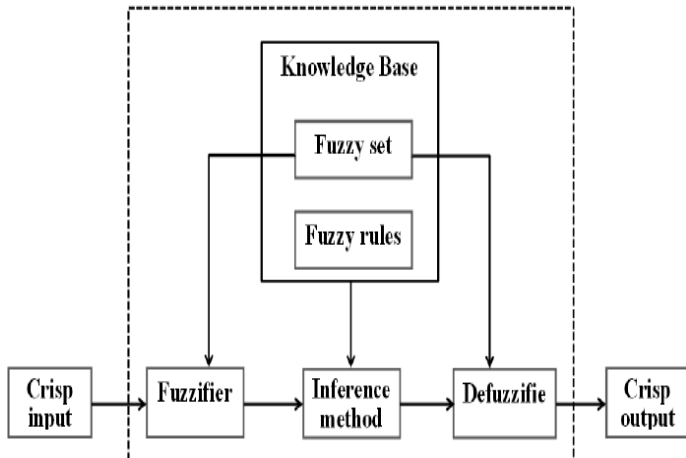 Knowledge Base
Fuzzy set
Fuzzy rules
Crisp
input
Fuzzifier
Inference
method
Defuzzifie
Crisp
output